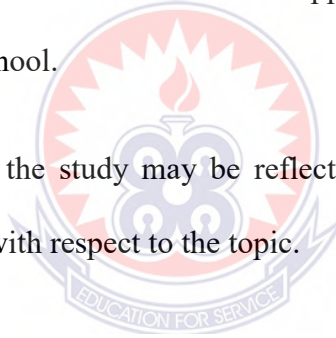 hool.
the study may be reflect
with respect to the topic.
EDUCATION FOR SERVICE